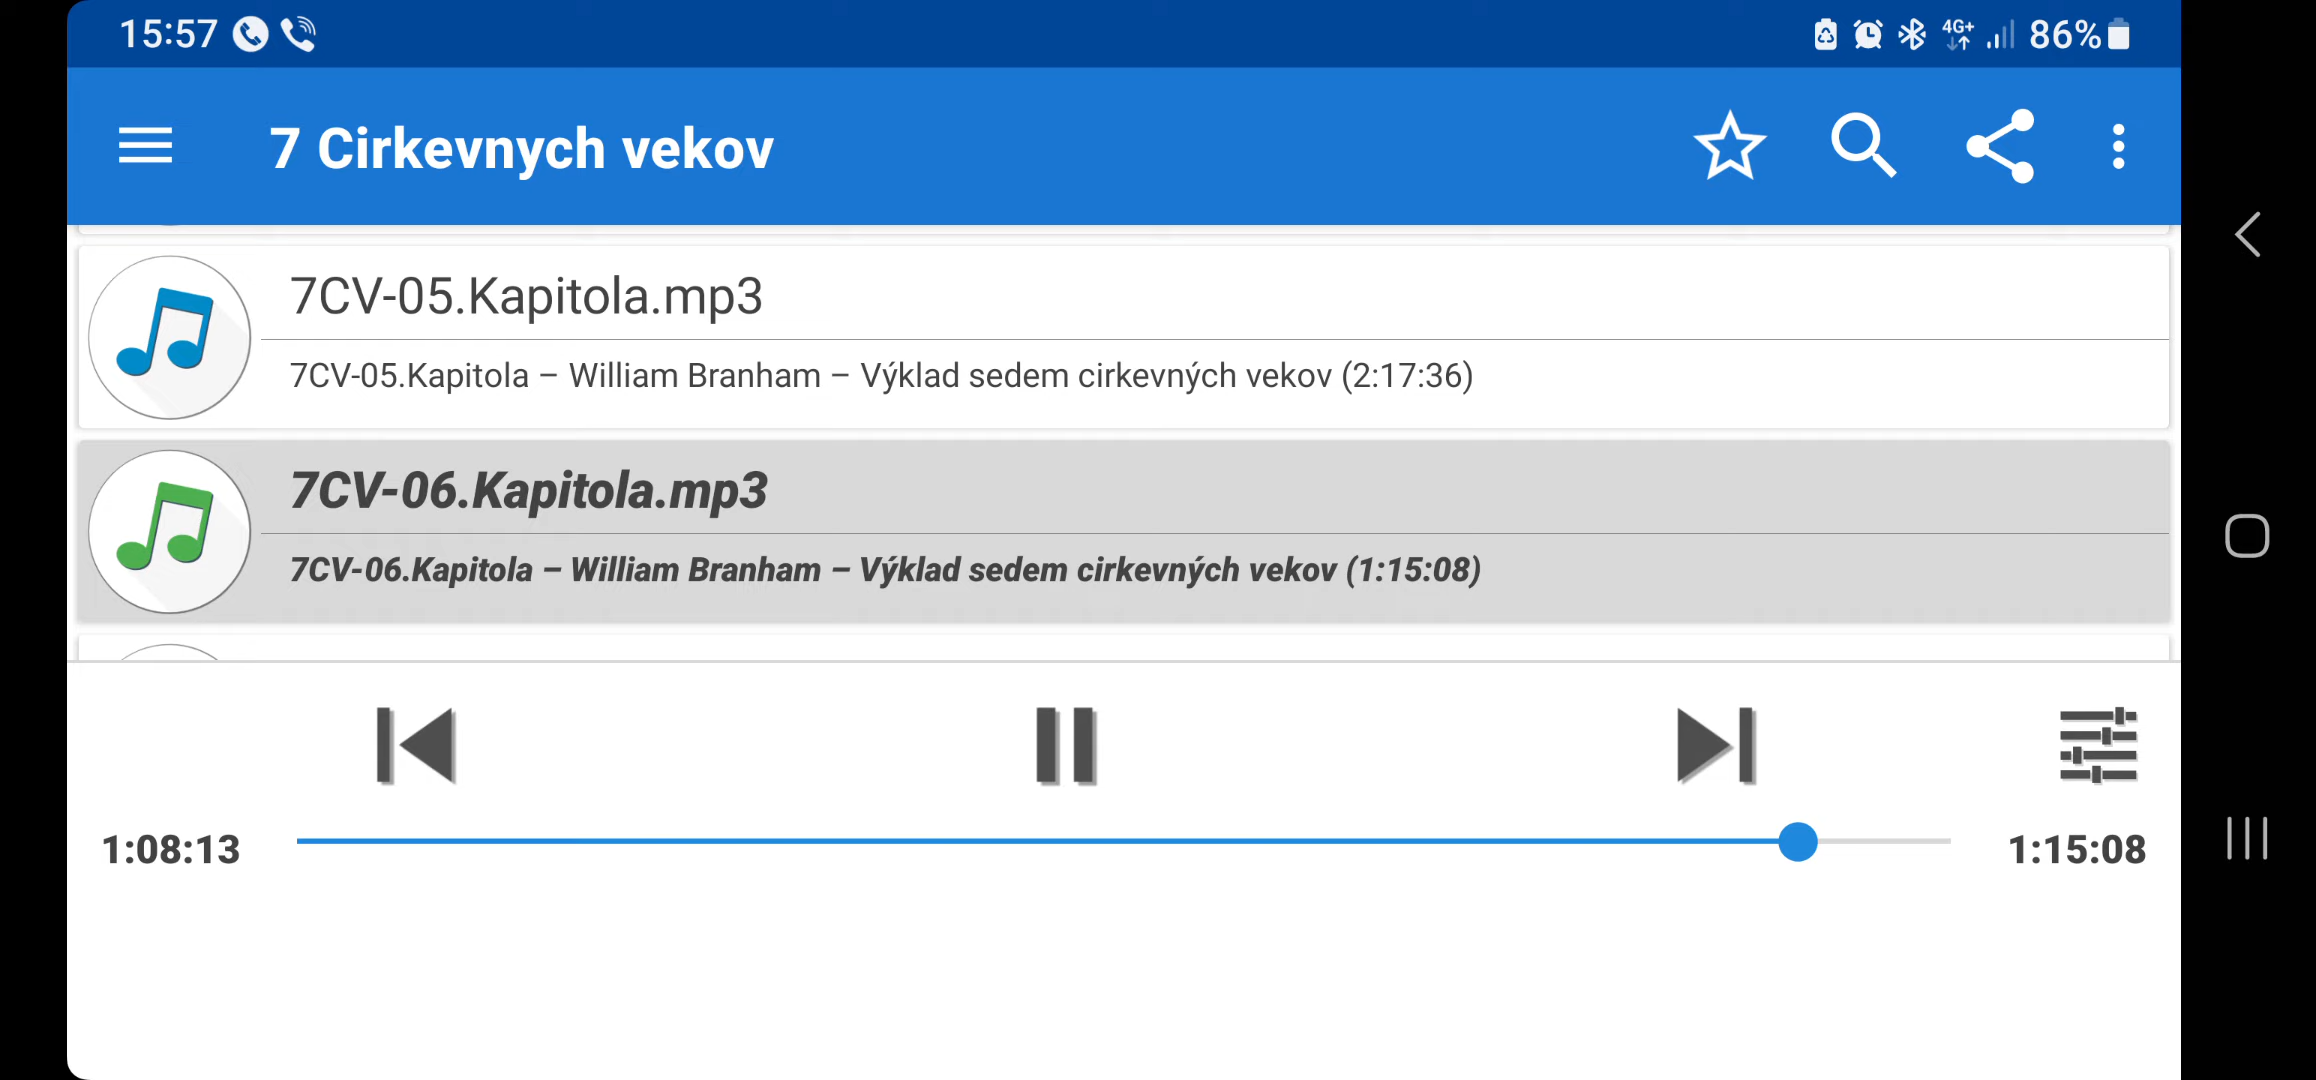 15:57 4G+ 86%
7 Cirkevnych vekov
7CV-05.Kapitola.mp3
7CV-05.Kapitola – William Branham – Výklad sedem cirkevných vekov (2:17:36)
7CV-06.Kapitola.mp3
7CV-06.Kapitola – William Branham – Výklad sedem cirkevných vekov (1:15:08)
1:08:13 1:15:08